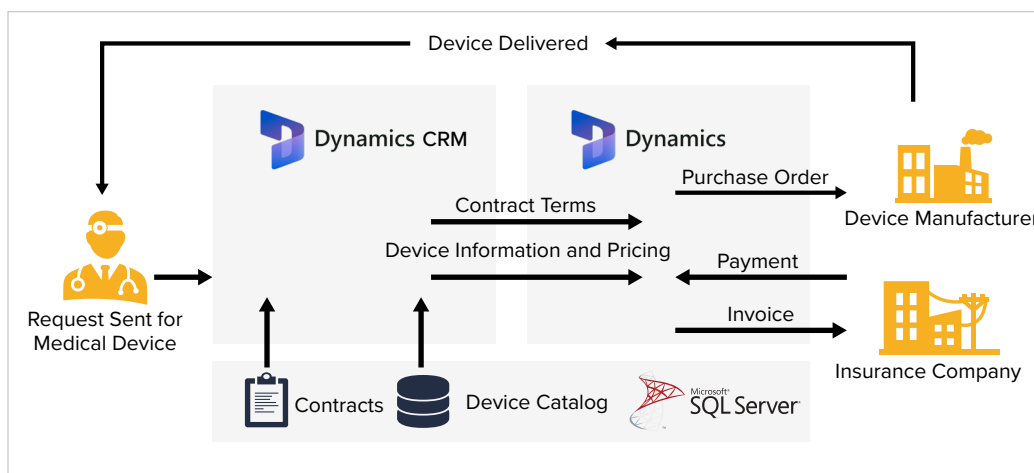 Device Delivered
Dynamics CRM
Dynamics
Purchase Order
Contract Terms
Device Manufacturer
Device Information and Pricing
Payment
Request Sent for
Medical Device
Invoice
Insurance Company
Contracts
Device Catalog
Microsoft®
SQL Server®